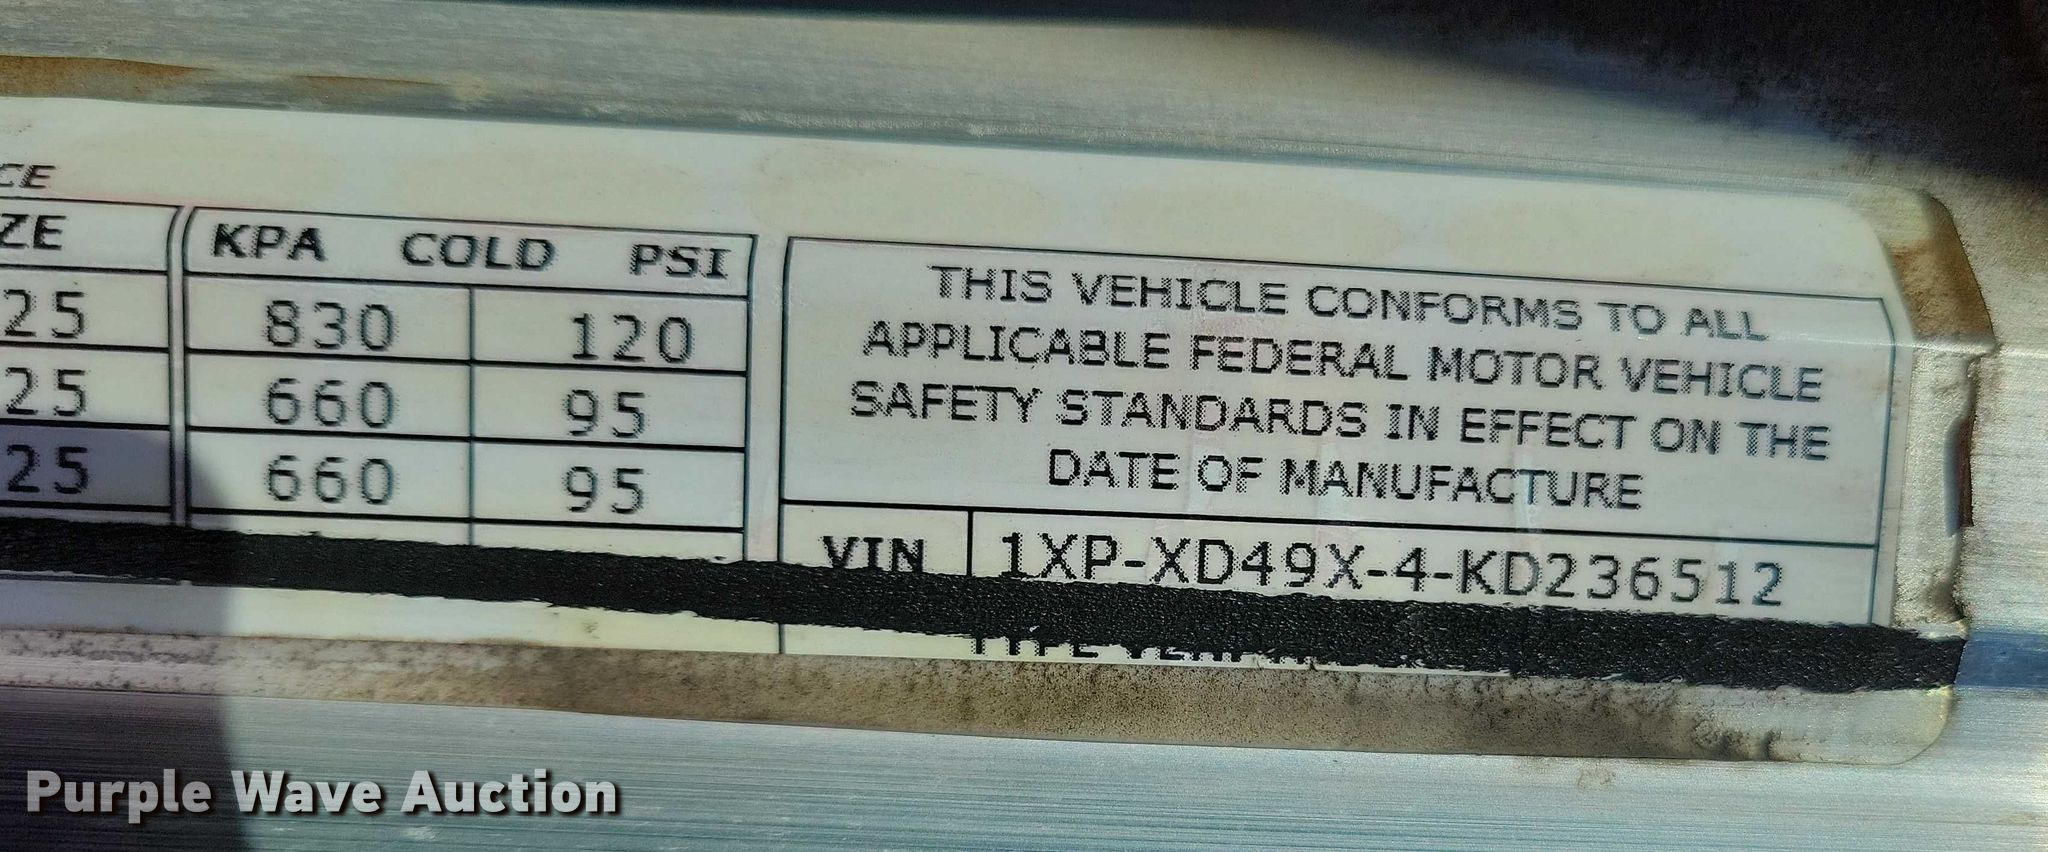 CE
ZE
KPA COLD PSI
25 830 120
25 660 95
25 660 95
THIS VEHICLE CONFORMS TO ALL
APPLICABLE FEDERAL MOTOR VEHICLE
SAFETY STANDARDS IN EFFECT ON THE
DATE OF MANUFACTURE
VIN 1XP-XD49X-4-KD236512
Purple Wave Auction